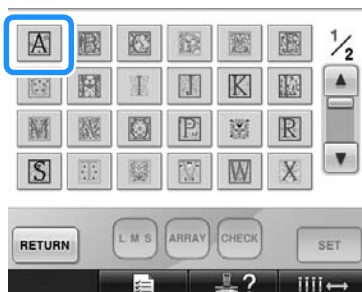 A B C E 1/2
H I J K L
M N O P R
S V W X
RETURN L M S ARRAY CHECK SET
?